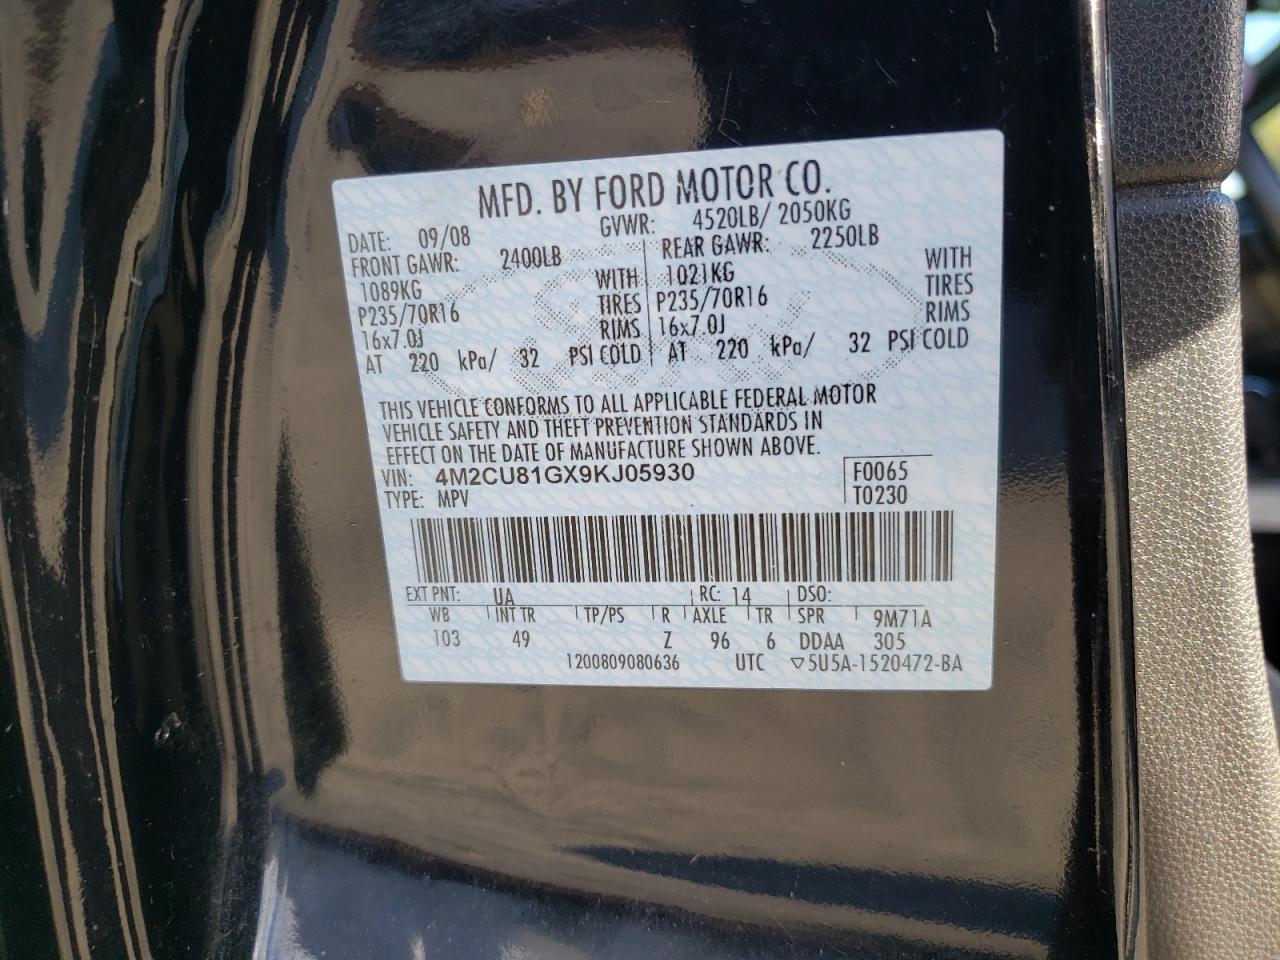 MFD. BY FORD MOTOR CO.
DATE: 09/08 GVWR: 4520LB/ 2050KG
FRONT GAWR: 2400LB REAR GAWR: 2250LB
1089KG WITH 1021KG WITH
P235/70R16 TIRES P235/70R16 TIRES
16x7.0J RIMS 16x7.0J RIMS
AT 220 kPa/ 32 PSI COLD AT 220 kPa/ 32 PSI COLD
THIS VEHICLE CONFORMS TO ALL APPLICABLE FEDERAL MOTOR
VEHICLE SAFETY AND THEFT PREVENTION STANDARDS IN
EFFECT ON THE DATE OF MANUFACTURE SHOWN ABOVE.
VIN: 4M2CU81GX9KJ05930 F0065
TYPE: MPV T0230
EXT PNT: UA RC: 14 DSO:
WB INT TR TP/PS R AXLE TR SPR 9M71A
103 49 Z 96 6 DDAA 305
1200809080636 UTC ▽5U5A-1520472-BA